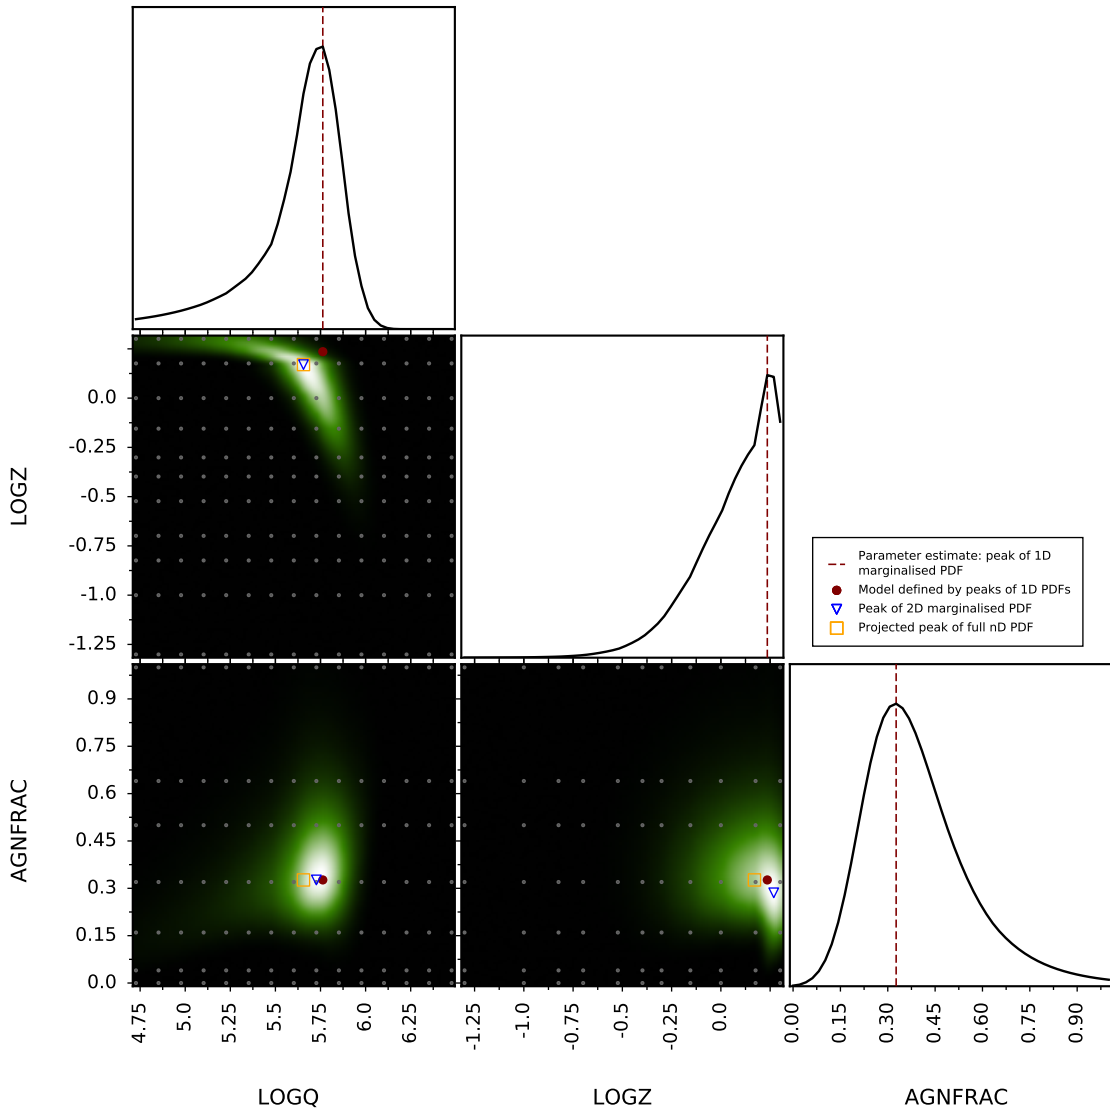 0.0
-0.25
-0.5
-0.75
-1.0
-1.25
LOGZ
Parameter estimate: peak of 1D
marginalised PDF
Model defined by peaks of 1D PDFs
Peak of 2D marginalised PDF
Projected peak of full nD PDF
0.9
0.75
0.6
0.45
0.3
0.15
0.0
AGNFRAC
4.75 5.0 5.25 5.5 5.75 6.0 6.25
-1.25 -1.0 -0.75 -0.5 -0.25 0.0
0.00 0.15 0.30 0.45 0.60 0.75 0.90
LOGQ LOGZ AGNFRAC